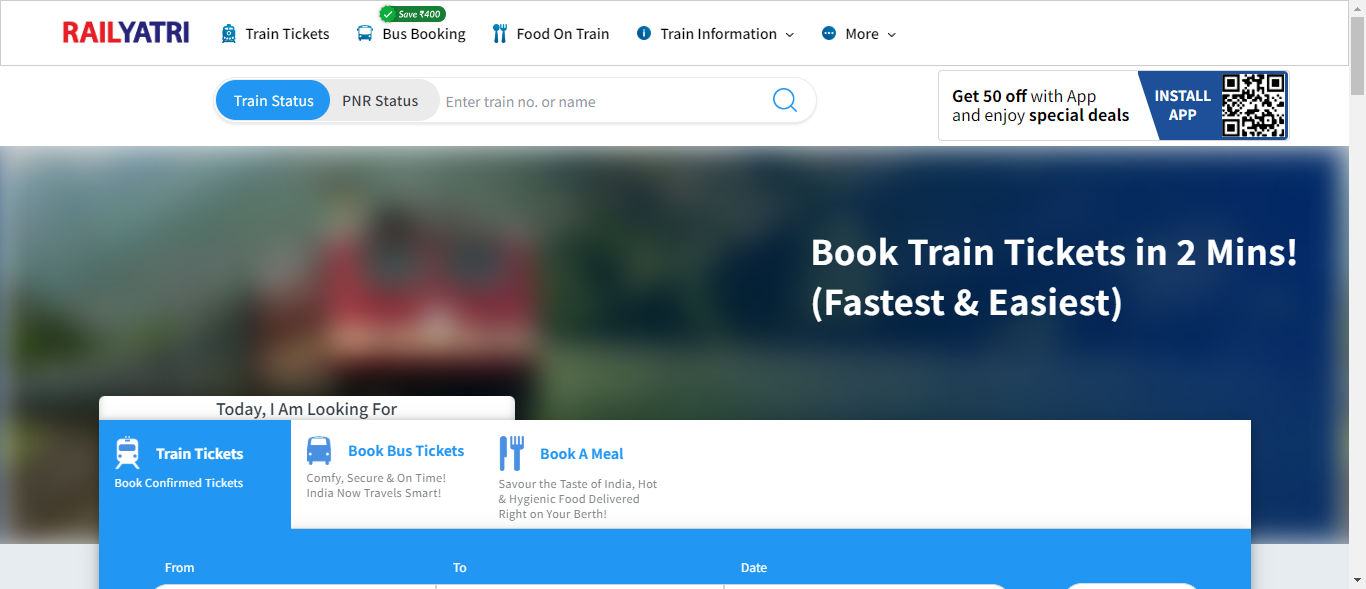 RAILYATRI
Train Tickets
Save ₹400
Bus Booking
Food On Train
Train Information
More
Train Status
PNR Status
Enter train no. or name
Get 50 off with App
and enjoy special deals
INSTALL
APP
Book Train Tickets in 2 Mins!
(Fastest & Easiest)
Today, I Am Looking For
Train Tickets
Book Confirmed Tickets
Book Bus Tickets
Comfy, Secure & On Time!
India Now Travels Smart!
Book A Meal
Savour the Taste of India, Hot
& Hygienic Food Delivered
Right on Your Berth!
From
To
Date